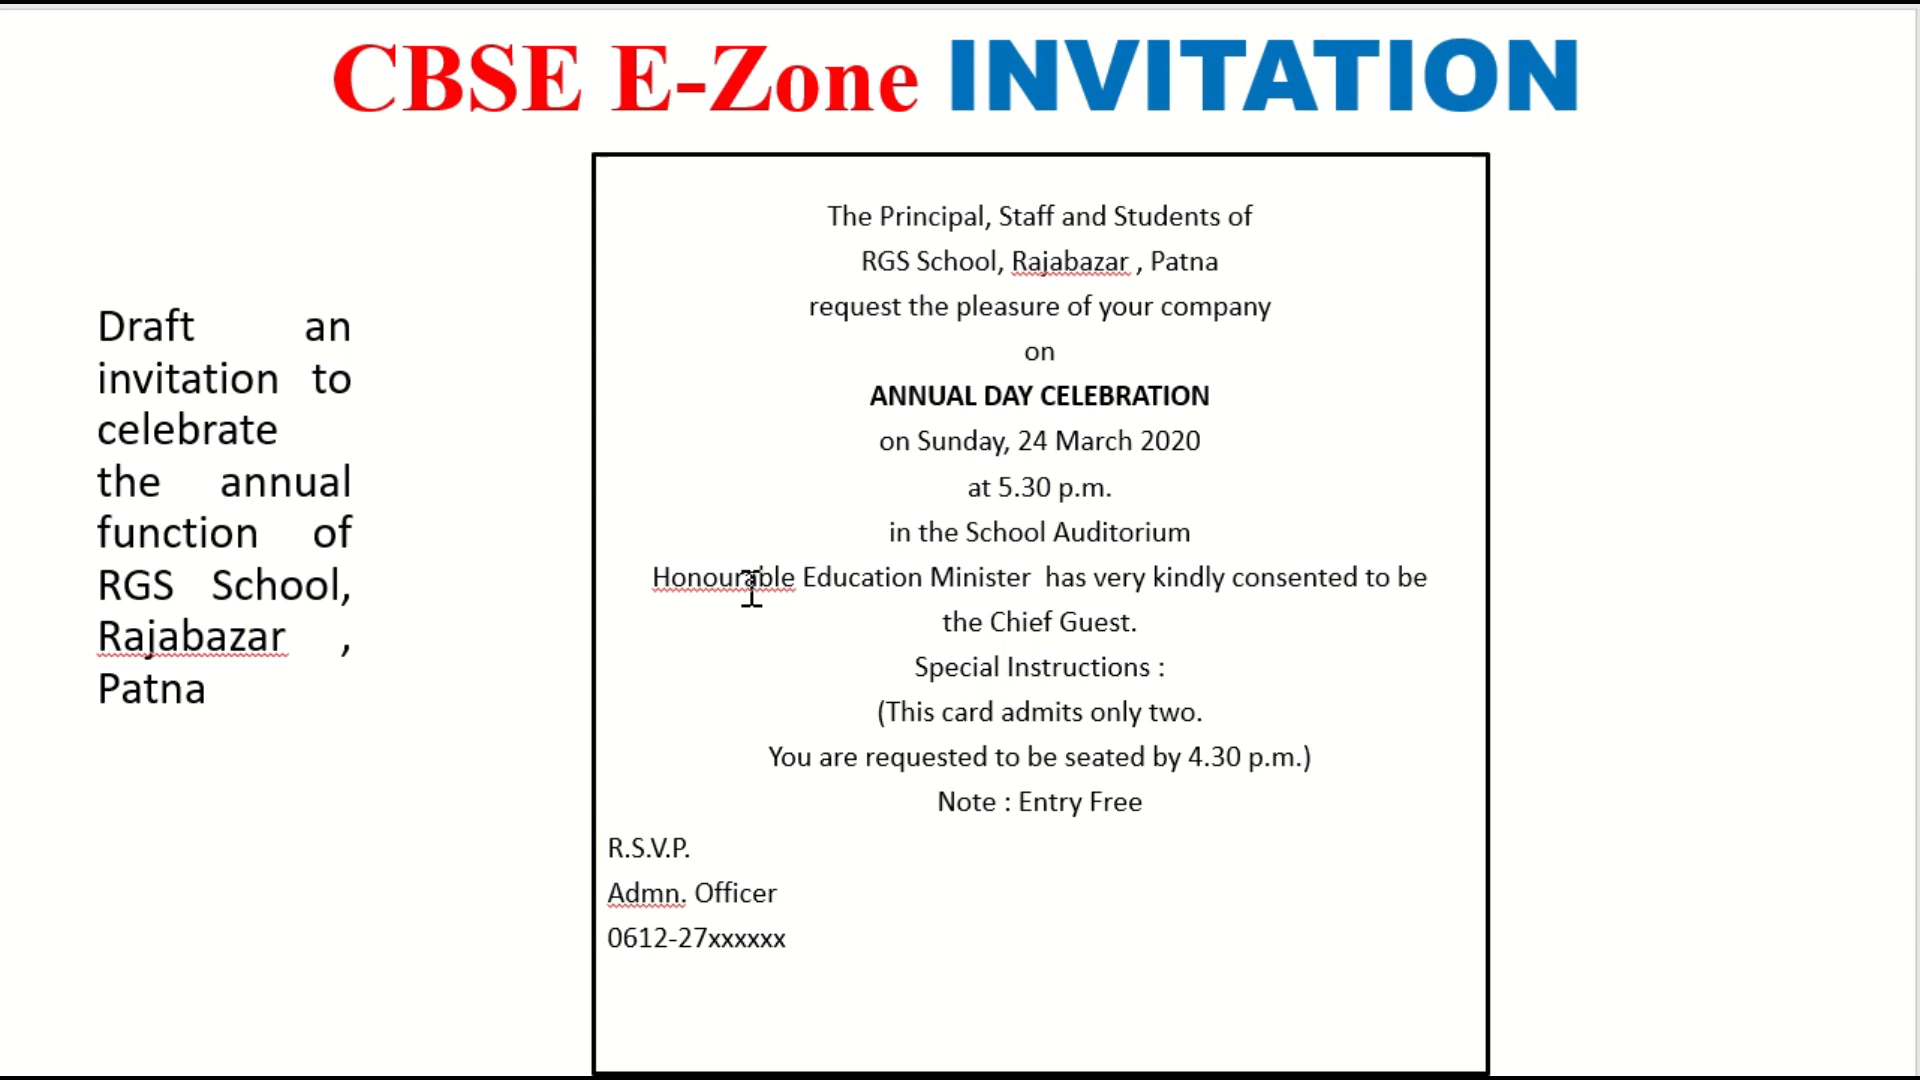 CBSE E-Zone INVITATION
Draft an
invitation to
celebrate
the annual
function of
RGS School,
Rajabazar ,
Patna
The Principal, Staff and Students of
RGS School, Rajabazar , Patna
request the pleasure of your company
on
ANNUAL DAY CELEBRATION
on Sunday, 24 March 2020
at 5.30 p.m.
in the School Auditorium
Honourable Education Minister  has very kindly consented to be
the Chief Guest.
Special Instructions :
(This card admits only two.
You are requested to be seated by 4.30 p.m.)
Note : Entry Free
R.S.V.P.
Admn. Officer
0612-27xxxxxx